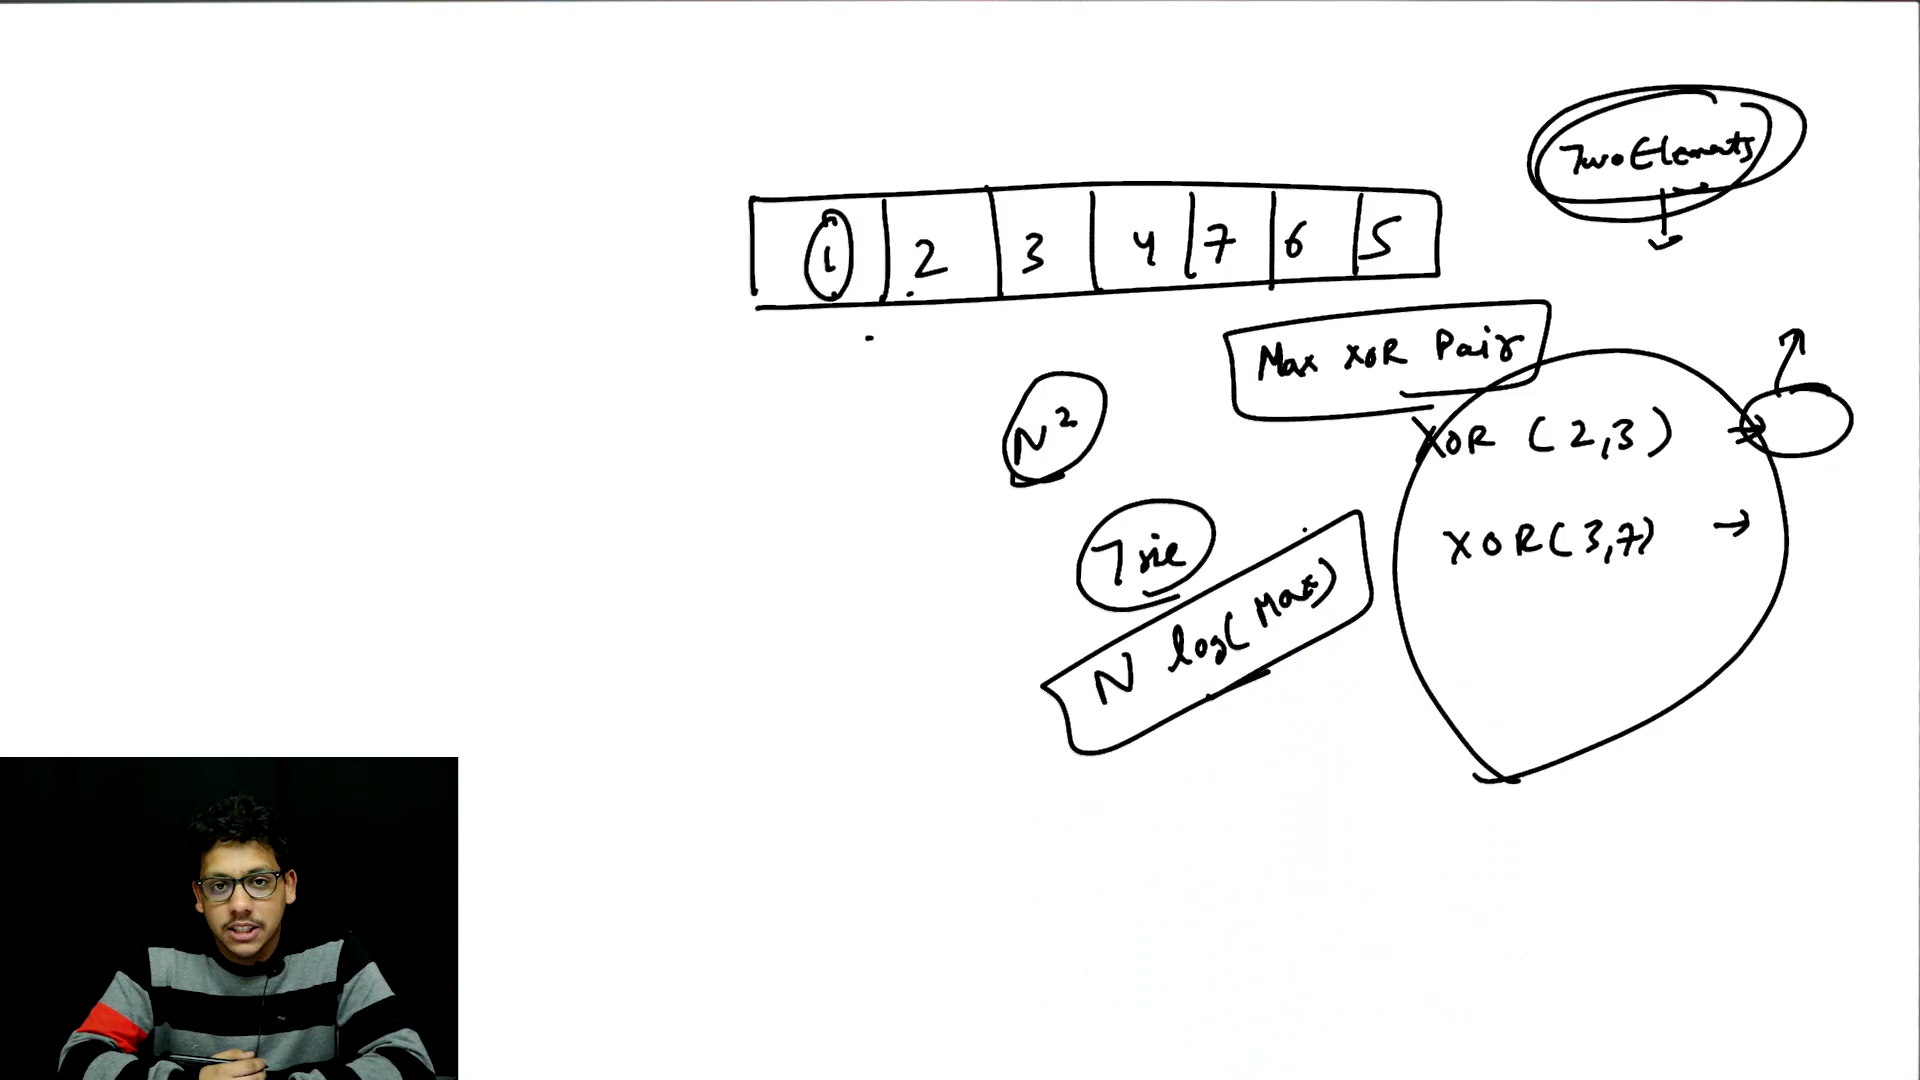 Two Elements
1 2 3 4 7 6 5
Max XOR Pair
N²
XOR (2,3) →
Trie
XOR(3,7) →
N log(Max)